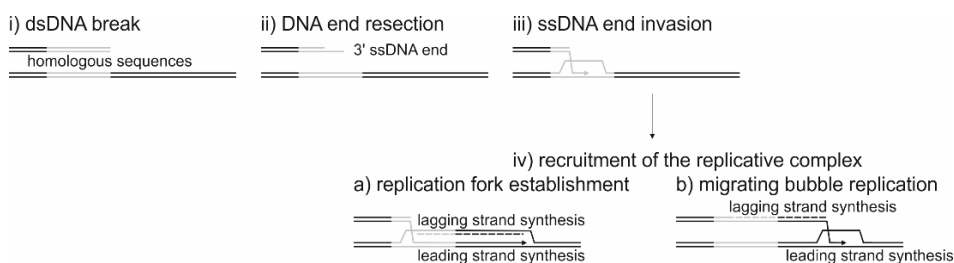 i) dsDNA break
ii) DNA end resection
iii) ssDNA end invasion
homologous sequences
3' ssDNA end
iv) recruitment of the replicative complex
a) replication fork establishment
b) migrating bubble replication
lagging strand synthesis
leading strand synthesis
lagging strand synthesis
leading strand synthesis